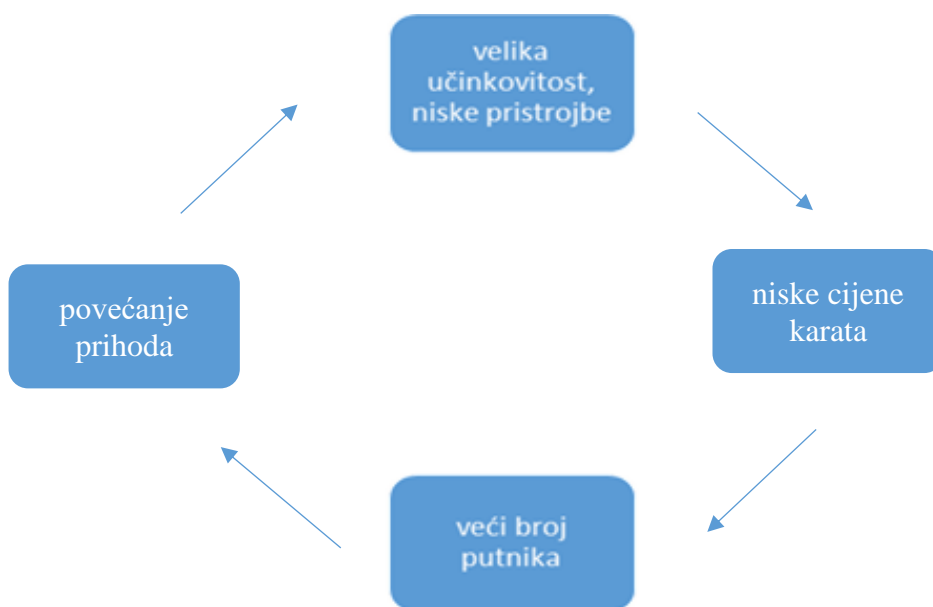 velika
učinkovitost,
niske pristrojbe
povećanje
prihoda
niske cijene
karata
veći broj
putnika